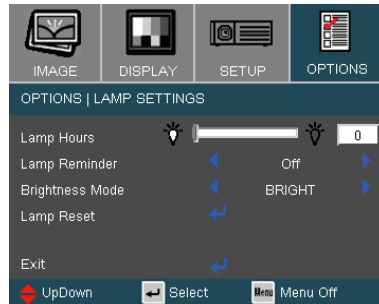 IMAGE DISPLAY SETUP OPTIONS
OPTIONS | LAMP SETTINGS
Lamp Hours 0
Lamp Reminder Off
Brightness Mode BRIGHT
Lamp Reset
Exit
UpDown Select Menu Menu Off